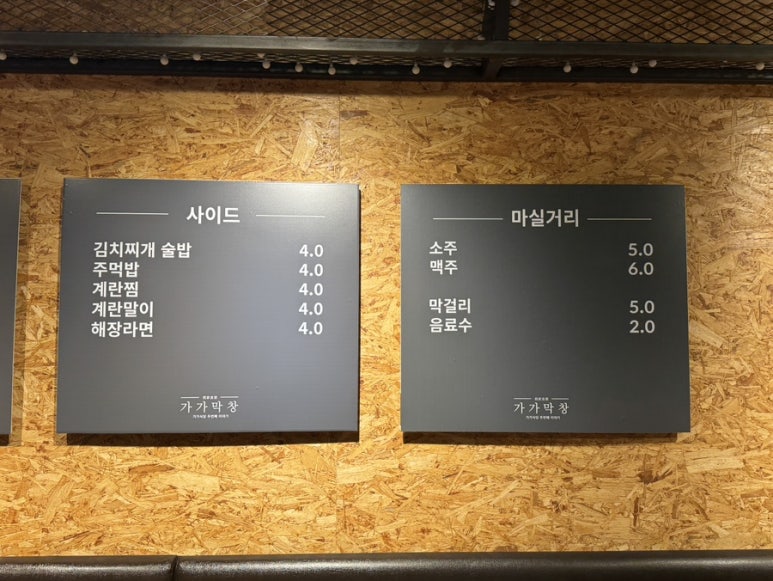 사이드
김치찌개 술밥 4.0
주먹밥 4.0
계란찜 4.0
계란말이 4.0
해장라면 4.0
가가막창
마실거리
소주 5.0
맥주 6.0
막걸리 5.0
음료수 2.0
가가막창